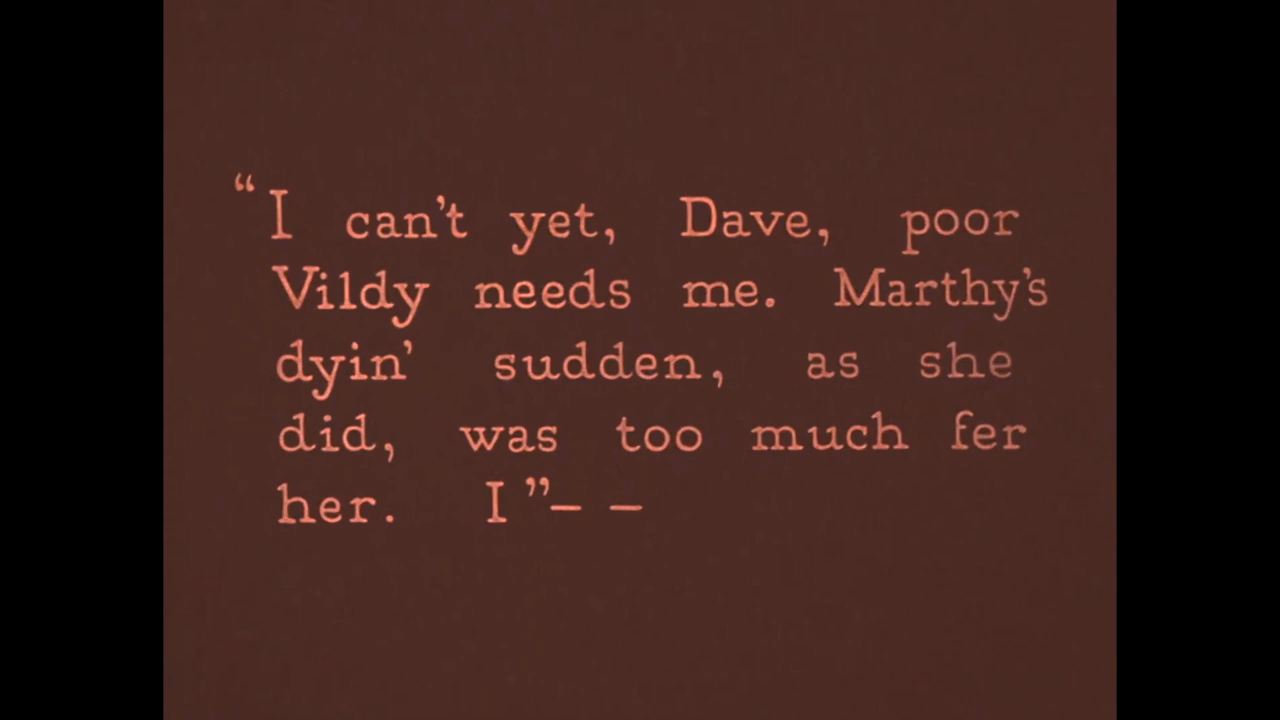 “I can't yet, Dave, poor
Vildy needs me. Marthy's
dyin' sudden, as she
did, was too much fer
her. I”— —